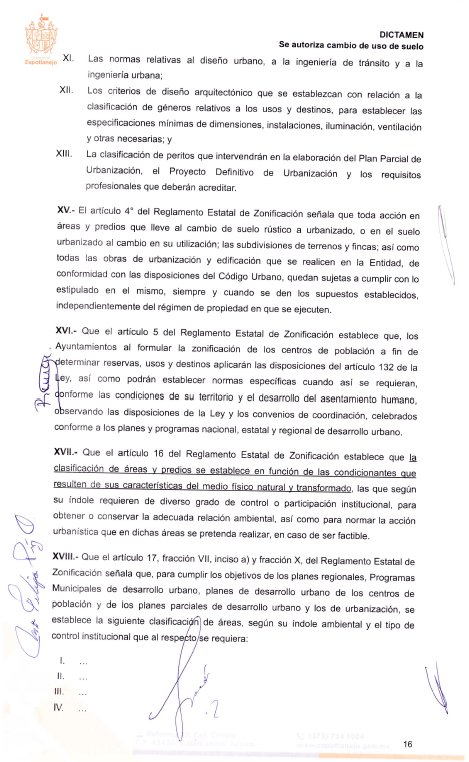 DICTAMEN
Se autoriza cambio de uso de suelo
Zapotlanejo
XI. Las normas relativas al diseño urbano, a la ingeniería de tránsito y a la
ingeniería urbana;
XII. Los criterios de diseño arquitectónico que se establezcan con relación a la
clasificación de géneros relativos a los usos y destinos, para establecer las
especificaciones mínimas de dimensiones, instalaciones, iluminación, ventilación
y otras necesarias; y
XIII. La clasificación de peritos que intervendrán en la elaboración del Plan Parcial de
Urbanización, el Proyecto Definitivo de Urbanización y los requisitos
profesionales que deberán acreditar.
XV.- El artículo 4° del Reglamento Estatal de Zonificación señala que toda acción en
áreas y predios que lleve al cambio de suelo rústico a urbanizado, o en el suelo
urbanizado al cambio en su utilización; las subdivisiones de terrenos y fincas; así como
todas las obras de urbanización y edificación que se realicen en la Entidad, de
conformidad con las disposiciones del Código Urbano, quedan sujetas a cumplir con lo
estipulado en el mismo, siempre y cuando se den los supuestos establecidos,
independientemente del régimen de propiedad en que se ejecuten.
XVI.- Que el artículo 5 del Reglamento Estatal de Zonificación establece que, los
Ayuntamientos al formular la zonificación de los centros de población a fin de
determinar reservas, usos y destinos aplicarán las disposiciones del artículo 132 de la
Ley, así como podrán establecer normas específicas cuando así se requieran,
conforme las condiciones de su territorio y el desarrollo del asentamiento humano,
observando las disposiciones de la Ley y los convenios de coordinación, celebrados
conforme a los planes y programas nacional, estatal y regional de desarrollo urbano.
XVII.- Que el artículo 16 del Reglamento Estatal de Zonificación establece que la
clasificación de áreas y predios se establece en función de las condicionantes que
resulten de sus características del medio físico natural y transformado, las que según
su índole requieren de diverso grado de control o participación institucional, para
obtener o conservar la adecuada relación ambiental, así como para normar la acción
urbanística que en dichas áreas se pretenda realizar, en caso de ser factible.
XVIII.- Que el artículo 17, fracción VII, inciso a) y fracción X, del Reglamento Estatal de
Zonificación señala que, para cumplir los objetivos de los planes regionales, Programas
Municipales de desarrollo urbano, planes de desarrollo urbano de los centros de
población y de los planes parciales de desarrollo urbano y los de urbanización, se
establece la siguiente clasificación de áreas, según su índole ambiental y el tipo de
control institucional que al respecto se requiera:
I. ...
II. ...
III. ...
IV. ...
16